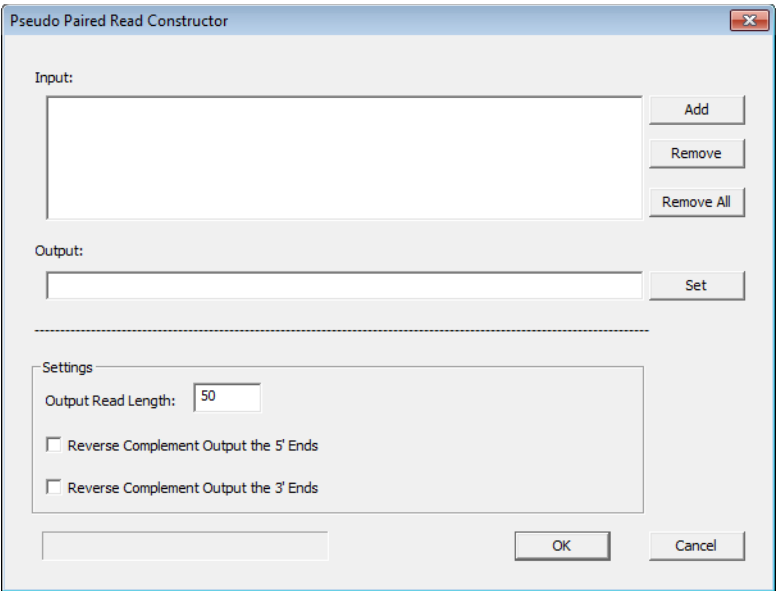 Pseudo Paired Read Constructor
Input:
Add
Remove
Remove All
Output:
Set
Settings
Output Read Length: 50
Reverse Complement Output the 5' Ends
Reverse Complement Output the 3' Ends
OK Cancel